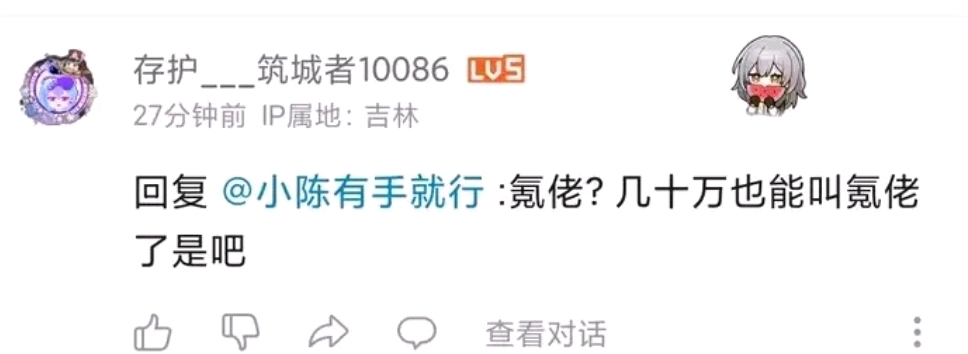 存护___筑城者10086 LV5
27分钟前 IP属地：吉林
回复 @小陈有手就行 :氪佬? 几十万也能叫氪佬
了是吧
查看对话